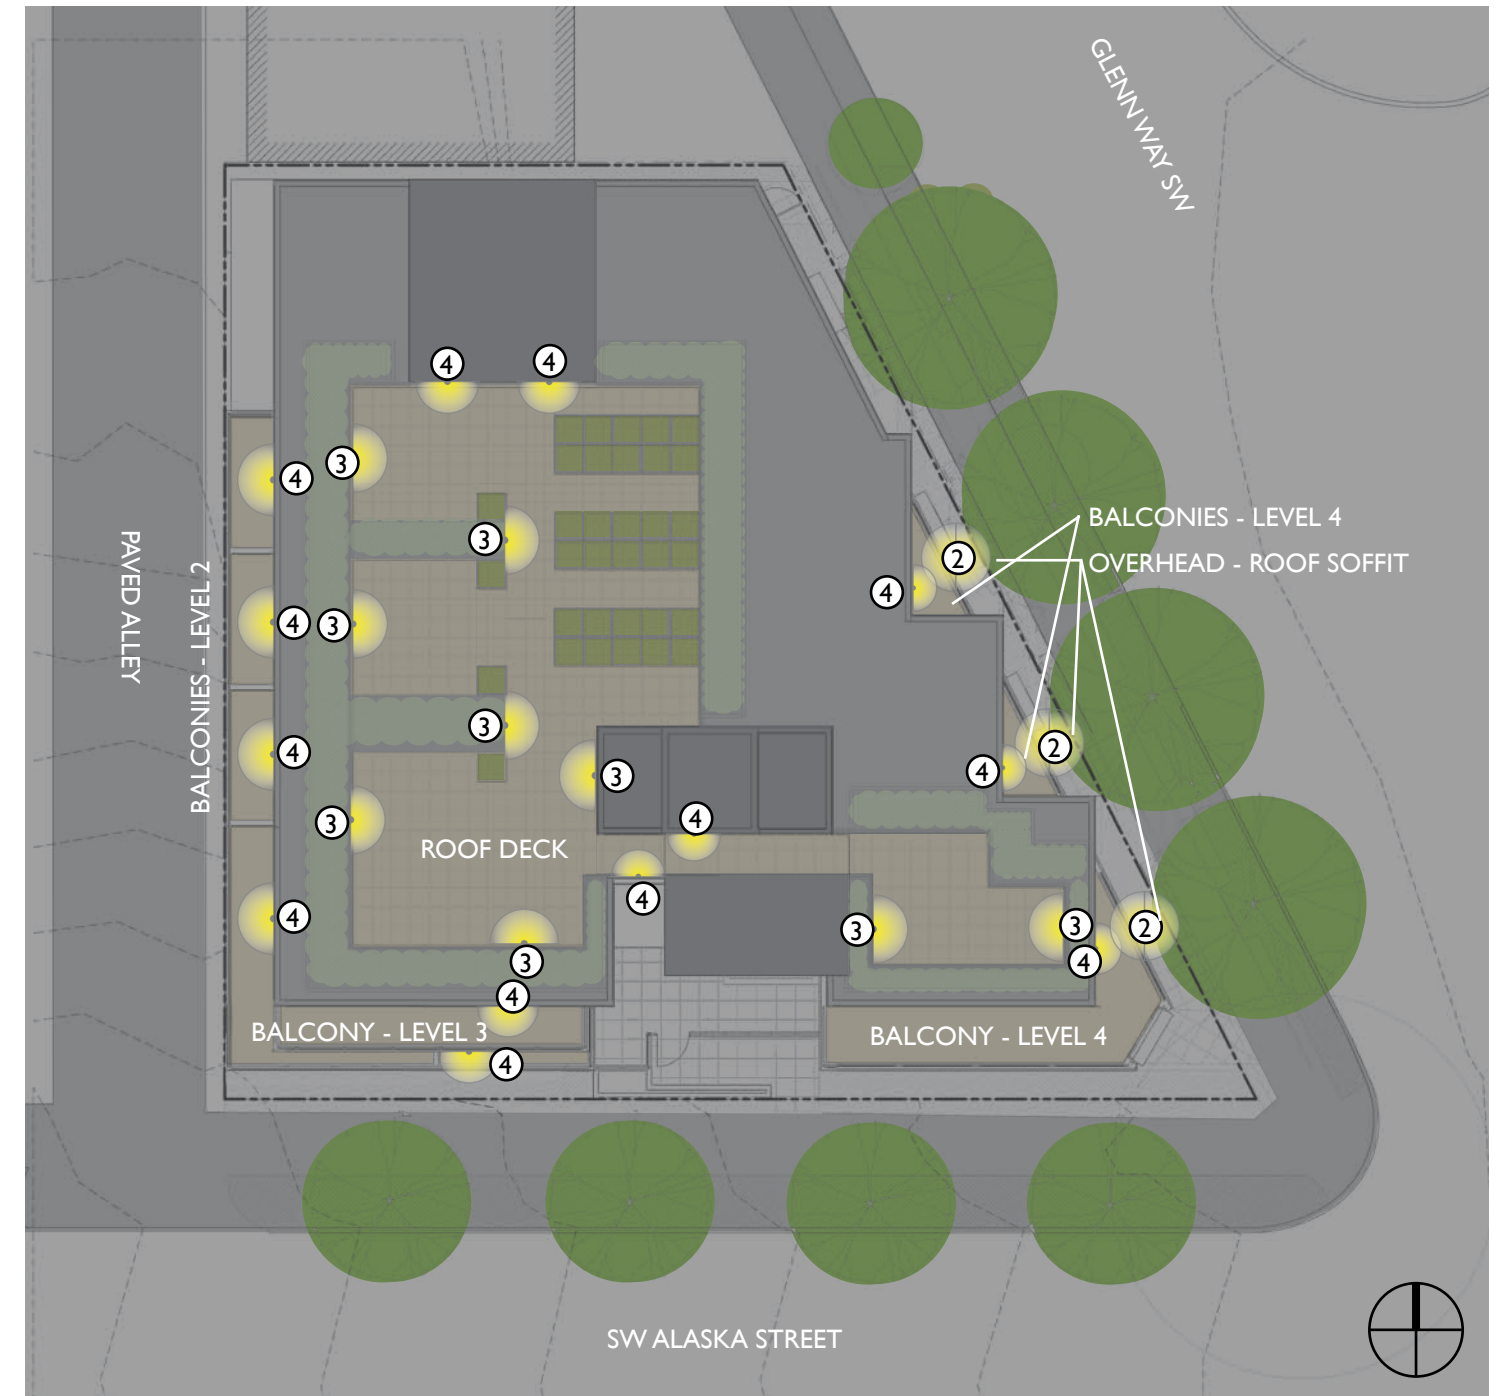 GLENN WAY SW
4
4
3
4
BALCONIES - LEVEL 4
3
2
OVERHEAD - ROOF SOFFIT
4
PAVED ALLEY
BALCONIES - LEVEL 2
4
3
3
2
4
4
3
4
3
ROOF DECK
4
4
3
3
2
3
4
4
BALCONY - LEVEL 3
BALCONY - LEVEL 4
4
SW ALASKA STREET